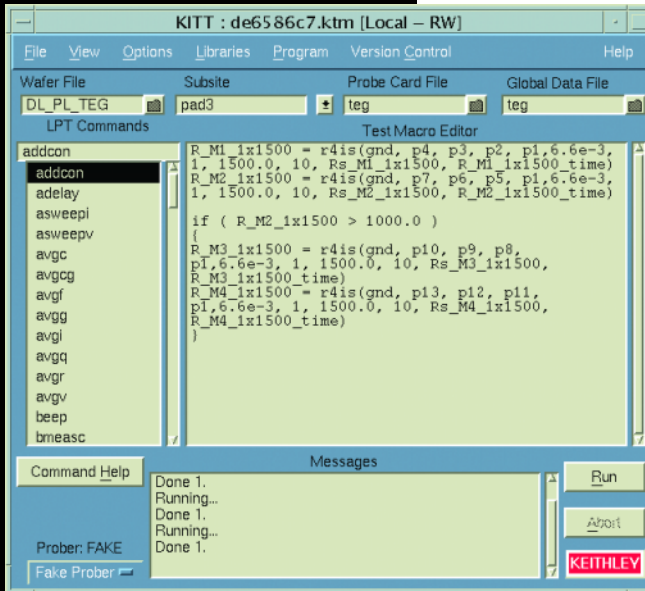 KITT : de6586c7.ktm [Local – RW]
File View Options Libraries Program Version Control Help
Wafer File Subsite Probe Card File Global Data File
DL_PL_TEG pad3 teg teg
LPT Commands
Test Macro Editor
addcon
addcon
adelay
asweepi
asweepv
avgc
avgcg
avgf
avgg
avgi
avgq
avgr
avgv
beep
bmeasc
R_M1_1x1500 = r4is(gnd, p4, p3, p2, p1,6.6e-3,
1, 1500.0, 10, Rs_M1_1x1500, R_M1_1x1500_time)
R_M2_1x1500 = r4is(gnd, p7, p6, p5, p1,6.6e-3,
1, 1500.0, 10, Rs_M2_1x1500, R_M2_1x1500_time)
if ( R_M2_1x1500 > 1000.0 )
{
R_M3_1x1500 = r4is(gnd, p10, p9, p8,
p1,6.6e-3, 1, 1500.0, 10, Rs_M3_1x1500,
R_M3_1x1500_time)
R_M4_1x1500 = r4is(gnd, p13, p12, p11,
p1,6.6e-3, 1, 1500.0, 10, Rs_M4_1x1500,
R_M4_1x1500_time)
}
Command Help
Messages
Done 1.
Running...
Done 1.
Running...
Done 1.
Run
Abort
Prober: FAKE
Fake Prober
KEITHLEY